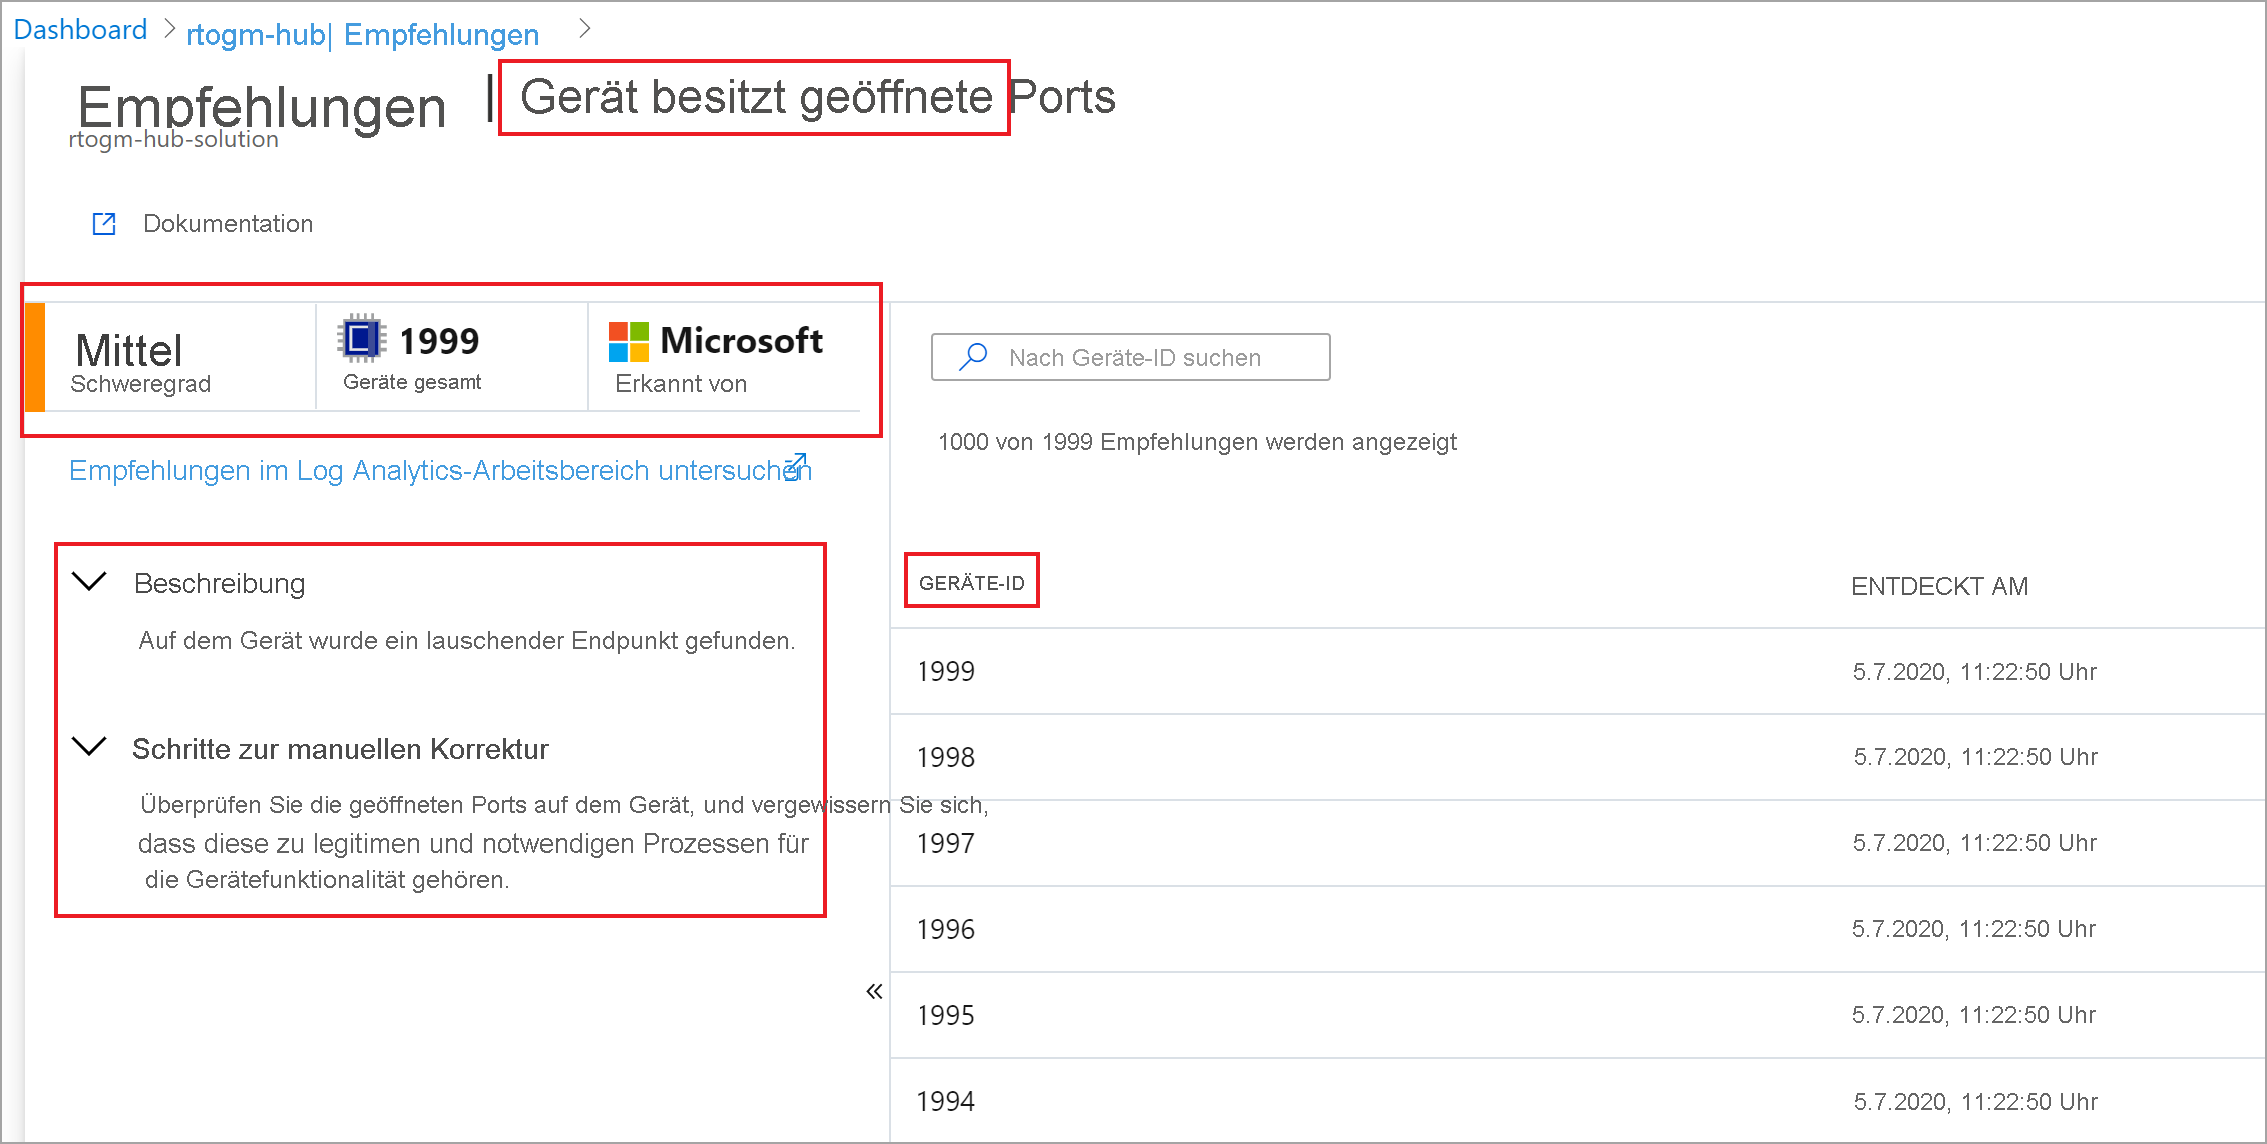 Dashboard
rtogm-hub| Empfehlungen
Empfehlungen | Gerät besitzt geöffnete Ports
rtogm-hub-solution
Dokumentation
Mittel
Schweregrad
1999
Geräte gesamt
Microsoft
Erkannt von
Empfehlungen im Log Analytics-Arbeitsbereich untersuchen
Beschreibung
Auf dem Gerät wurde ein lauschender Endpunkt gefunden.
Schritte zur manuellen Korrektur
Überprüfen Sie die geöffneten Ports auf dem Gerät, und vergewissern Sie sich,
dass diese zu legitimen und notwendigen Prozessen für
die Gerätefunktionalität gehören.
Nach Geräte-ID suchen
1000 von 1999 Empfehlungen werden angezeigt
GERÄTE-ID ENTDECKT AM
1999 5.7.2020, 11:22:50 Uhr
1998 5.7.2020, 11:22:50 Uhr
1997 5.7.2020, 11:22:50 Uhr
1996 5.7.2020, 11:22:50 Uhr
1995 5.7.2020, 11:22:50 Uhr
1994 5.7.2020, 11:22:50 Uhr